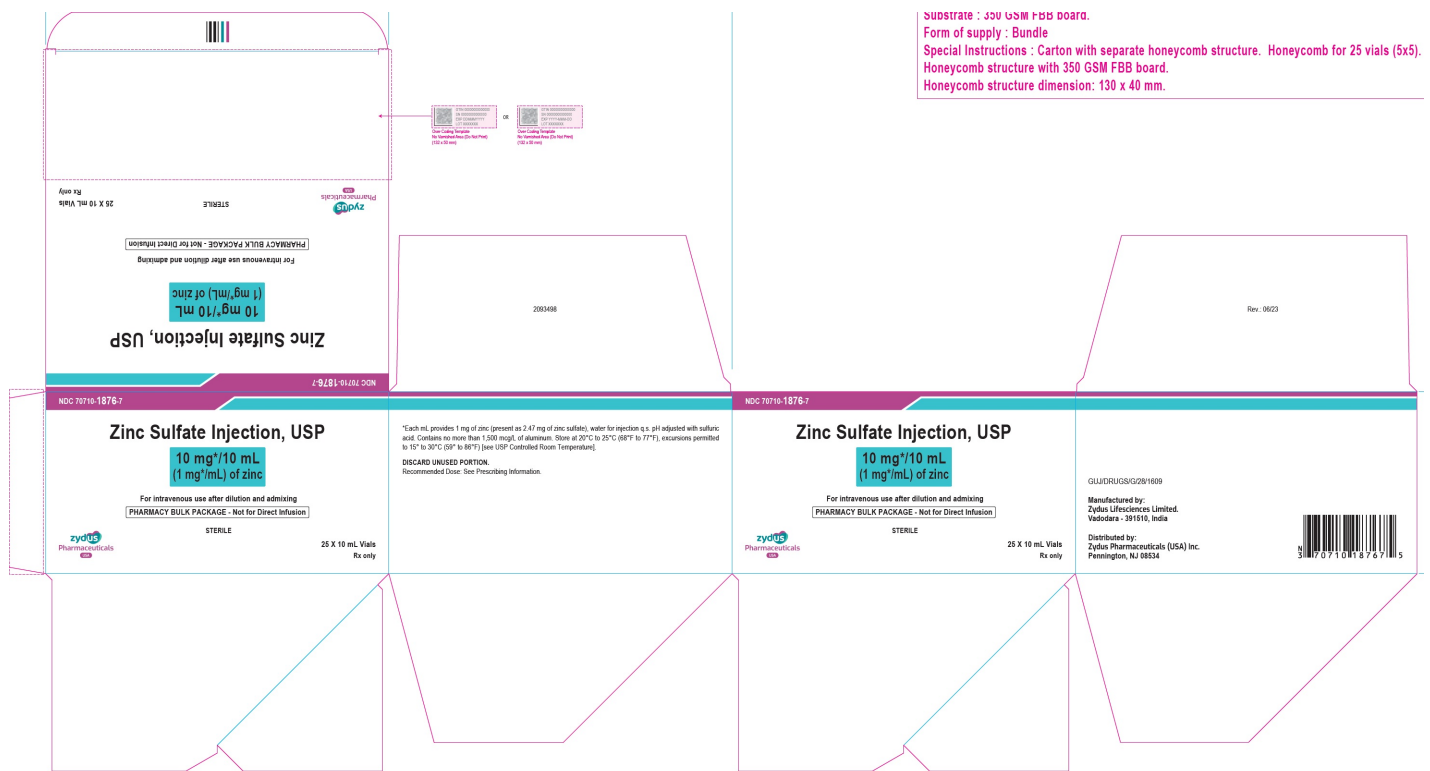 Substrate : 350 GSM FBB board.
Form of supply : Bundle
Special Instructions : Carton with separate honeycomb structure. Honeycomb for 25 vials (5x5).
Honeycomb structure with 350 GSM FBB board.
Honeycomb structure dimension: 130 x 40 mm.
OR
Over Coding Template
No Varnished Area (Do Not Print)
(132 x 50 mm)
Over Coding Template
No Varnished Area (Do Not Print)
(132 x 50 mm)
NDC 70710-1876-7
Zinc Sulfate Injection, USP
10 mg*/10 mL
(1 mg*/mL) of zinc
For intravenous use after dilution and admixing
PHARMACY BULK PACKAGE - Not for Direct Infusion
STERILE
zydus
Pharmaceuticals
USA
25 X 10 mL Vials
Rx only
2093498
Rev.: 06/23
NDC 70710-1876-7
Zinc Sulfate Injection, USP
10 mg*/10 mL
(1 mg*/mL) of zinc
For intravenous use after dilution and admixing
PHARMACY BULK PACKAGE - Not for Direct Infusion
STERILE
zydus
Pharmaceuticals
USA
25 X 10 mL Vials
Rx only
*Each mL provides 1 mg of zinc (present as 2.47 mg of zinc sulfate), water for injection q.s. pH adjusted with sulfuric
acid. Contains no more than 1,500 mcg/L of aluminum. Store at 20°C to 25°C (68°F to 77°F), excursions permitted
to 15° to 30°C (59° to 86°F) [see USP Controlled Room Temperature].
DISCARD UNUSED PORTION.
Recommended Dose: See Prescribing Information.
NDC 70710-1876-7
Zinc Sulfate Injection, USP
10 mg*/10 mL
(1 mg*/mL) of zinc
For intravenous use after dilution and admixing
PHARMACY BULK PACKAGE - Not for Direct Infusion
STERILE
zydus
Pharmaceuticals
USA
25 X 10 mL Vials
Rx only
GUJ/DRUGS/G/28/1609
Manufactured by:
Zydus Lifesciences Limited.
Vadodara - 391510, India
Distributed by:
Zydus Pharmaceuticals (USA) Inc.
Pennington, NJ 08534
N
3 70710 18767 5